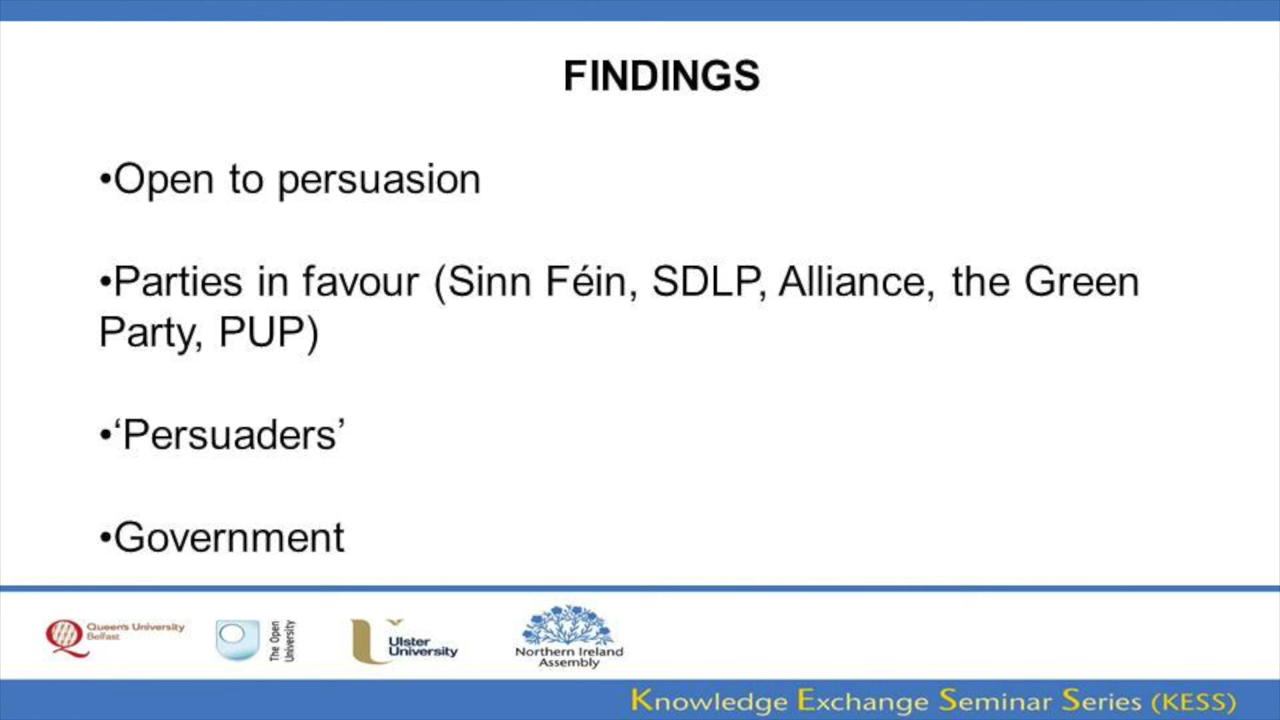 FINDINGS
•Open to persuasion
•Parties in favour (Sinn Féin, SDLP, Alliance, the Green
Party, PUP)
•‘Persuaders’
•Government
Queen's University
Belfast
The Open
University
Ulster
University
Northern Ireland
Assembly
Knowledge Exchange Seminar Series (KESS)